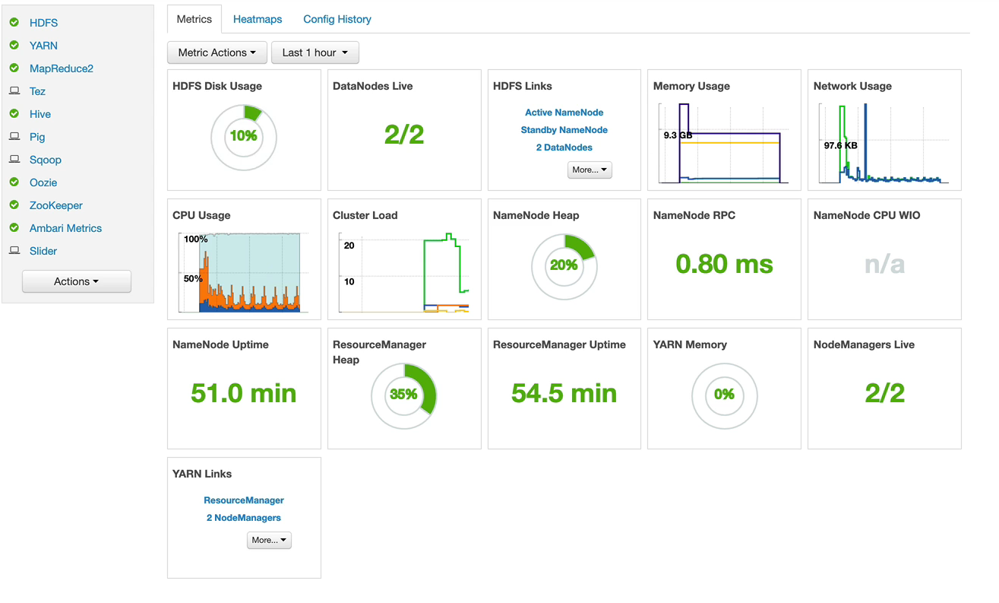 HDFS
YARN
MapReduce2
Tez
Hive
Pig
Sqoop
Oozie
ZooKeeper
Ambari Metrics
Slider
Actions
Metrics
Heatmaps
Config History
Metric Actions
Last 1 hour
HDFS Disk Usage
10%
DataNodes Live
2/2
HDFS Links
Active NameNode
Standby NameNode
2 DataNodes
More...
Memory Usage
9.3 GB
Network Usage
97.6 KB
CPU Usage
100%
50%
Cluster Load
20
10
NameNode Heap
20%
NameNode RPC
0.80 ms
NameNode CPU WIO
n/a
NameNode Uptime
51.0 min
ResourceManager
Heap
35%
ResourceManager Uptime
54.5 min
YARN Memory
0%
NodeManagers Live
2/2
YARN Links
ResourceManager
2 NodeManagers
More...